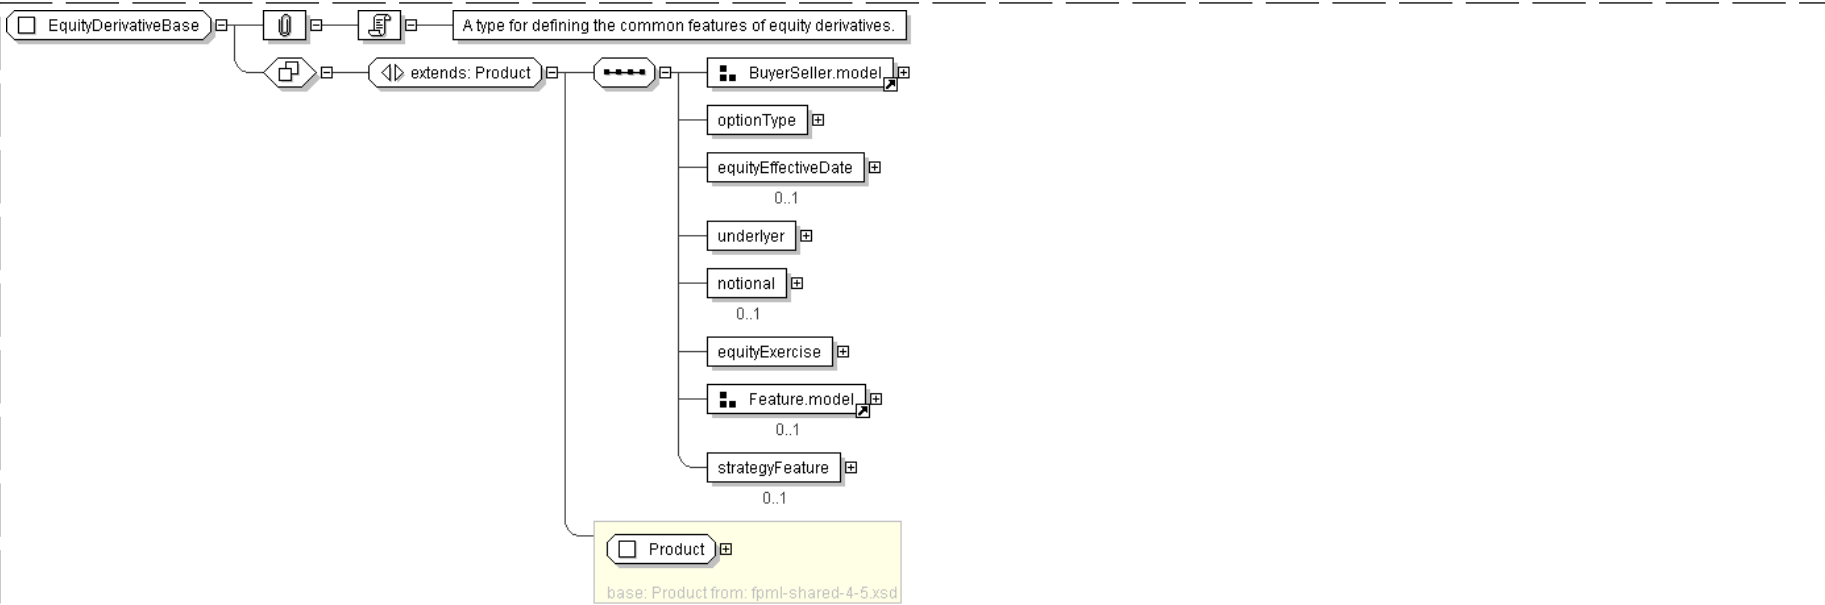 EquityDerivativeBase
A type for defining the common features of equity derivatives.
extends: Product
BuyerSeller.model
optionType
equityEffectiveDate
0..1
underlyer
notional
0..1
equityExercise
Feature.model
0..1
strategyFeature
0..1
Product
base: Product from: fpml-shared-4-5.xsd